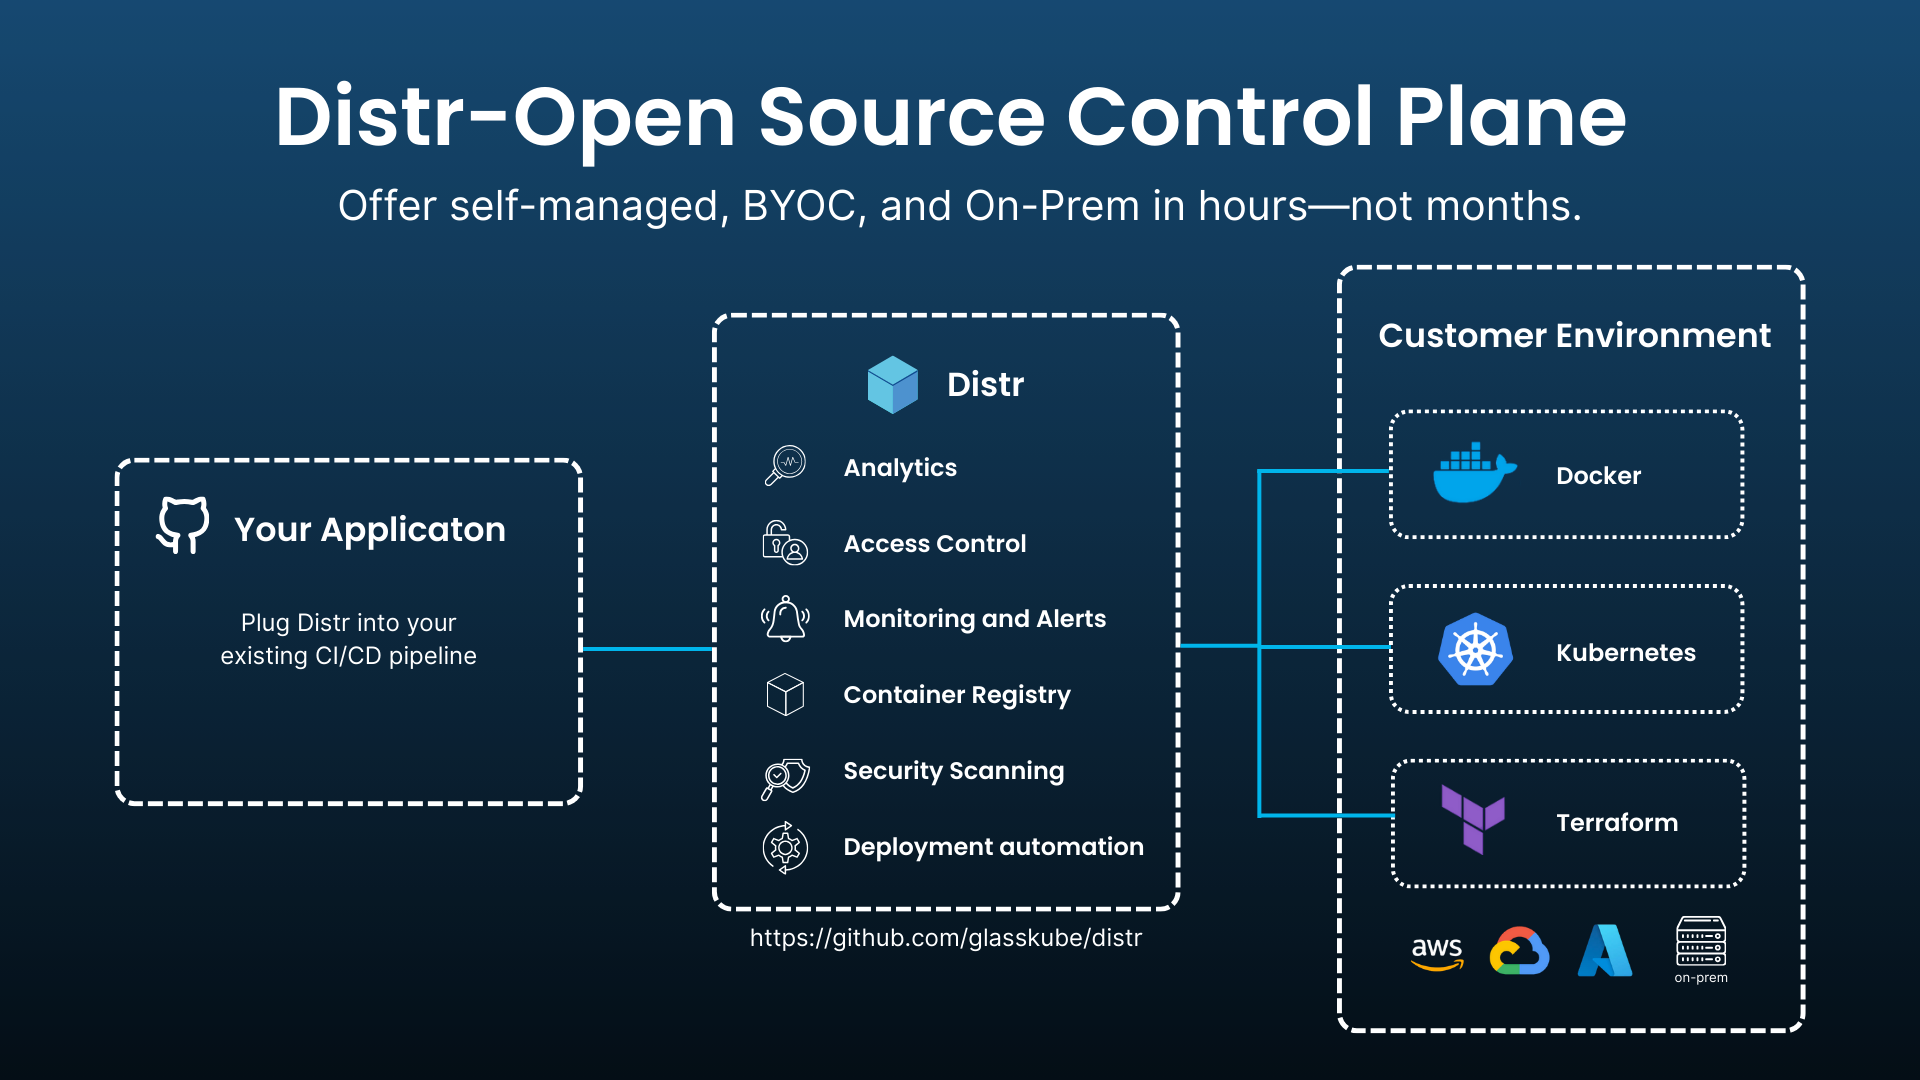 Distr-Open Source Control Plane
Offer self-managed, BYOC, and On-Prem in hours—not months.
Your Applicaton
Plug Distr into your
existing CI/CD pipeline
Distr
Analytics
Access Control
Monitoring and Alerts
Container Registry
Security Scanning
Deployment automation
https://github.com/glasskube/distr
Customer Environment
Docker
Kubernetes
Terraform
aws
on-prem